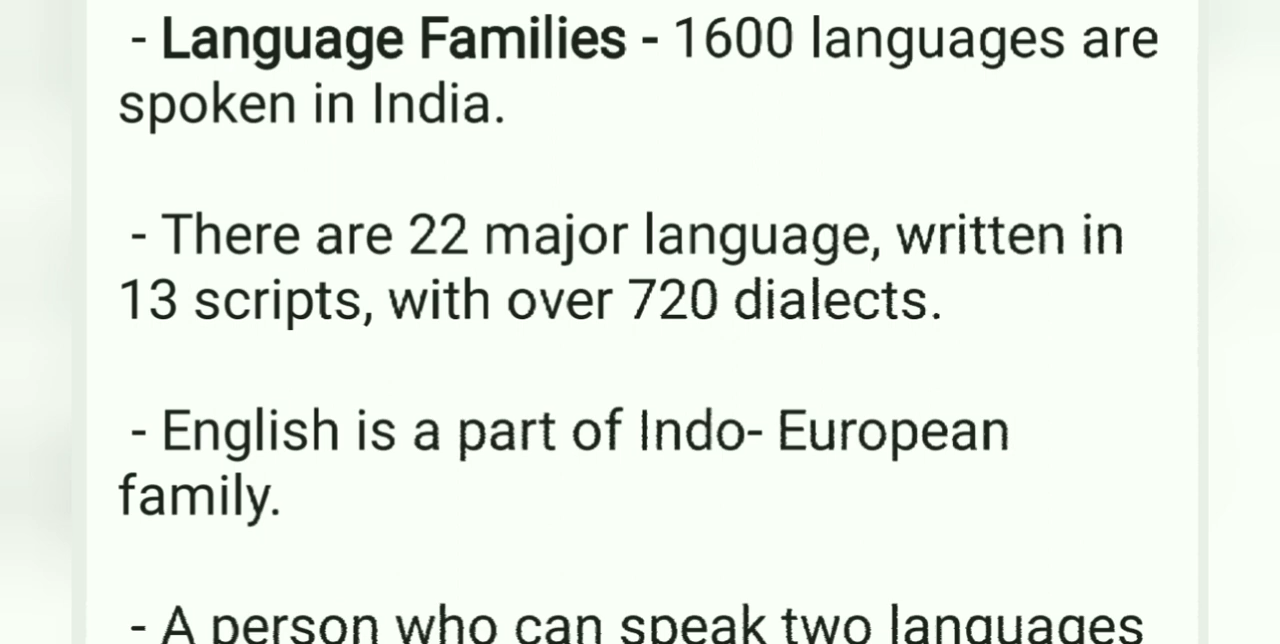 - Language Families - 1600 languages are
spoken in India.
- There are 22 major language, written in
13 scripts, with over 720 dialects.
- English is a part of Indo- European
family.
- A person who can speak two languages